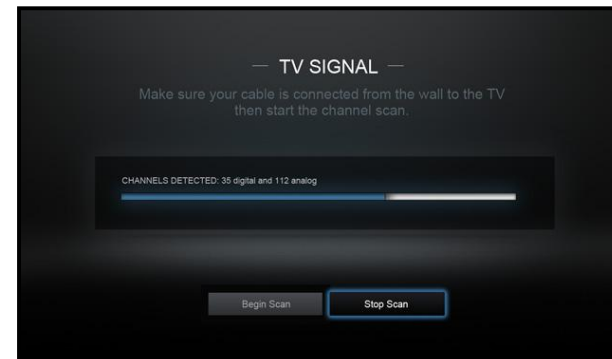 — TV SIGNAL —
Make sure your cable is connected from the wall to the TV
then start the channel scan.
CHANNELS DETECTED: 35 digital and 112 analog
Begin Scan Stop Scan